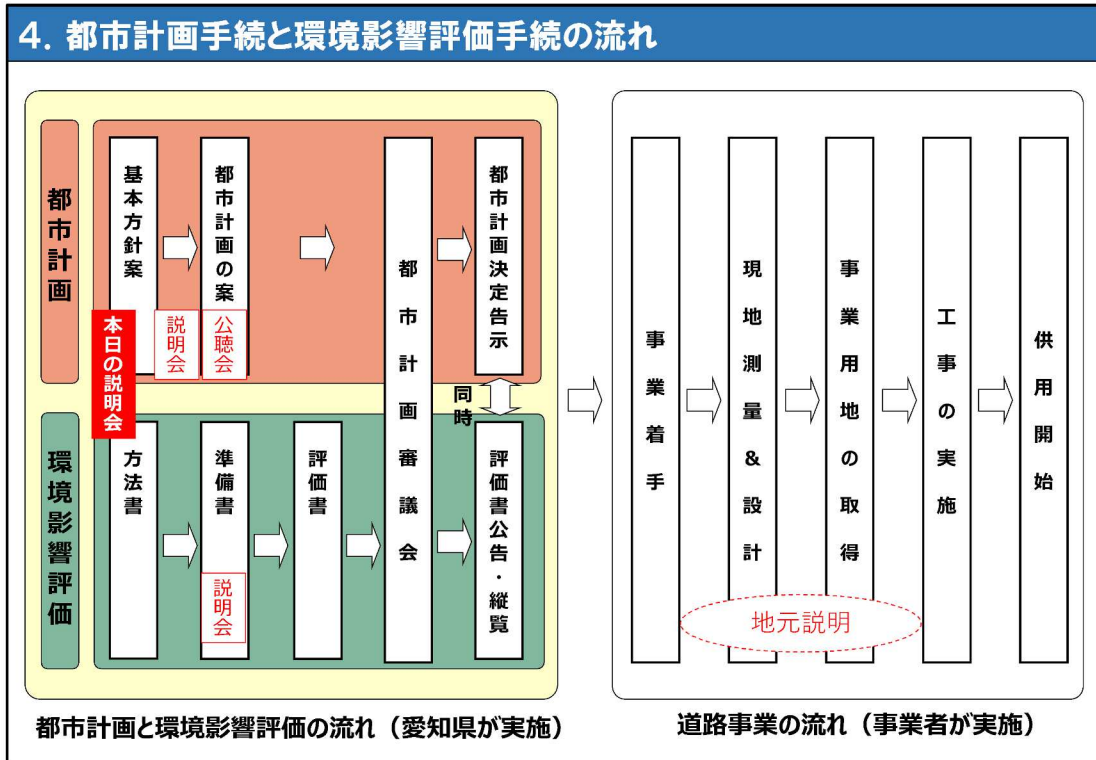 4. 都市計画手続と環境影響評価手続の流れ
都市計画
基本方針案
都市計画の案
説明会
公聴会
都市計画審議会
都市計画決定告示
本日の説明会
同時
環境影響評価
方法書
準備書
説明会
評価書
評価書公告・縦覧
都市計画と環境影響評価の流れ（愛知県が実施）
事業着手
現地測量&設計
事業用地の取得
工事の実施
供用開始
地元説明
道路事業の流れ（事業者が実施）